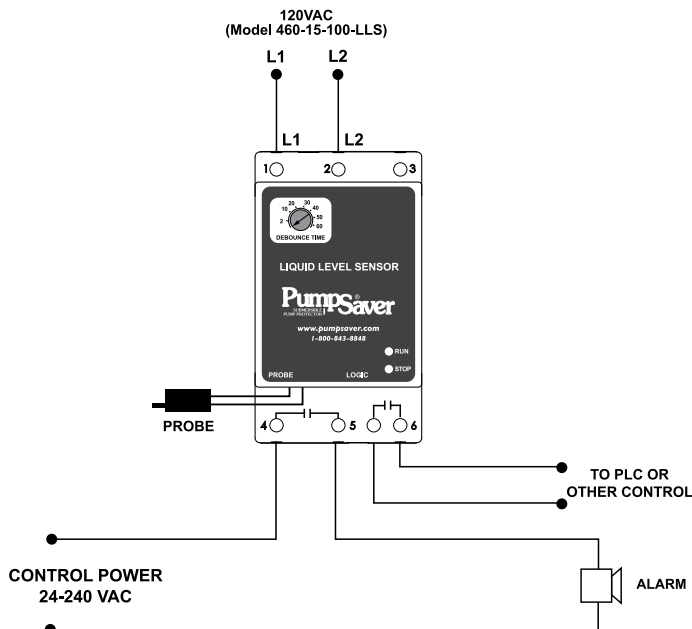 120VAC
(Model 460-15-100-LLS)
L1 L2
L1 L2
1 2 3
2 10 20 30 40 50 60
DEBOUNCE TIME
LIQUID LEVEL SENSOR
PumpSaver®
SUBMERSIBLE
PUMP PROTECTOR
www.pumpsaver.com
1-800-843-8848
RUN
STOP
PROBE LOGIC
PROBE
4 5 6
TO PLC OR
OTHER CONTROL
CONTROL POWER
24-240 VAC
ALARM